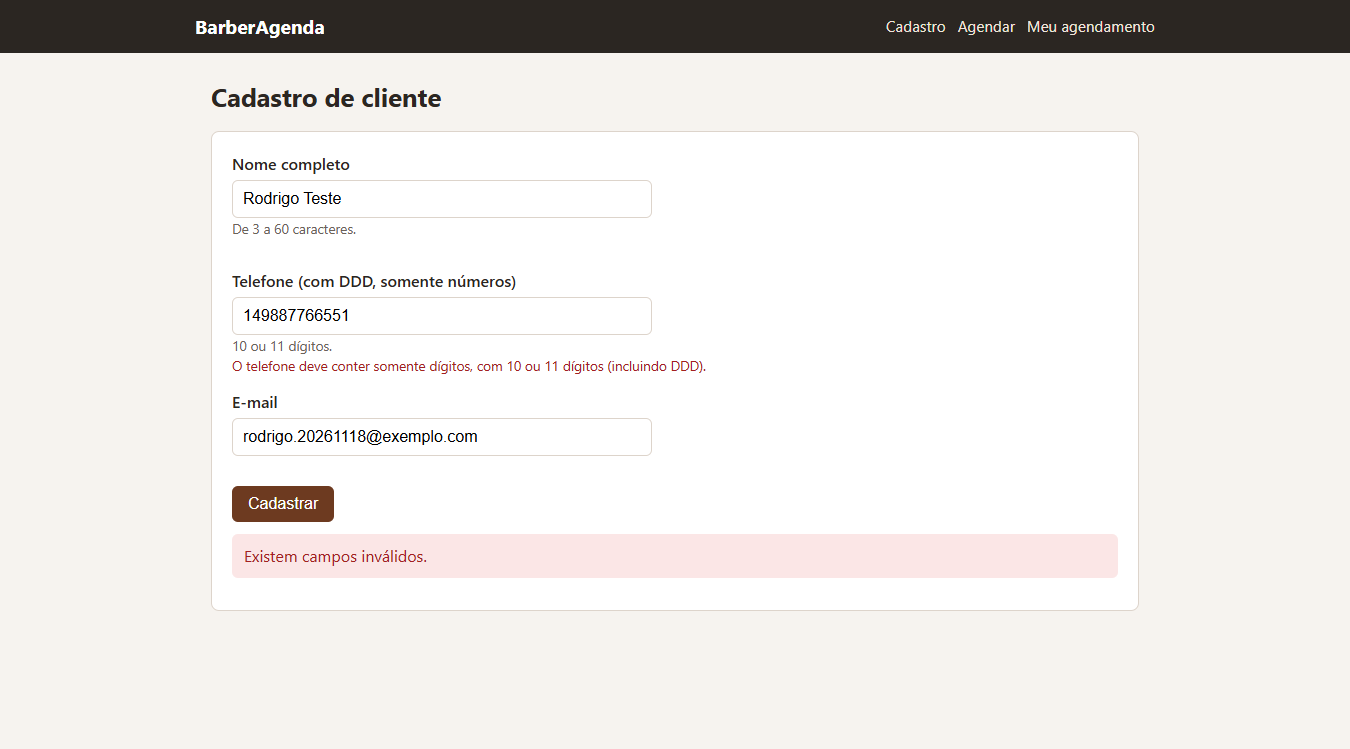 BarberAgenda
Cadastro Agendar Meu agendamento
Cadastro de cliente
Nome completo
Rodrigo Teste
De 3 a 60 caracteres.
Telefone (com DDD, somente números)
149887766551
10 ou 11 dígitos.
O telefone deve conter somente dígitos, com 10 ou 11 dígitos (incluindo DDD).
E-mail
rodrigo.20261118@exemplo.com
Cadastrar
Existem campos inválidos.